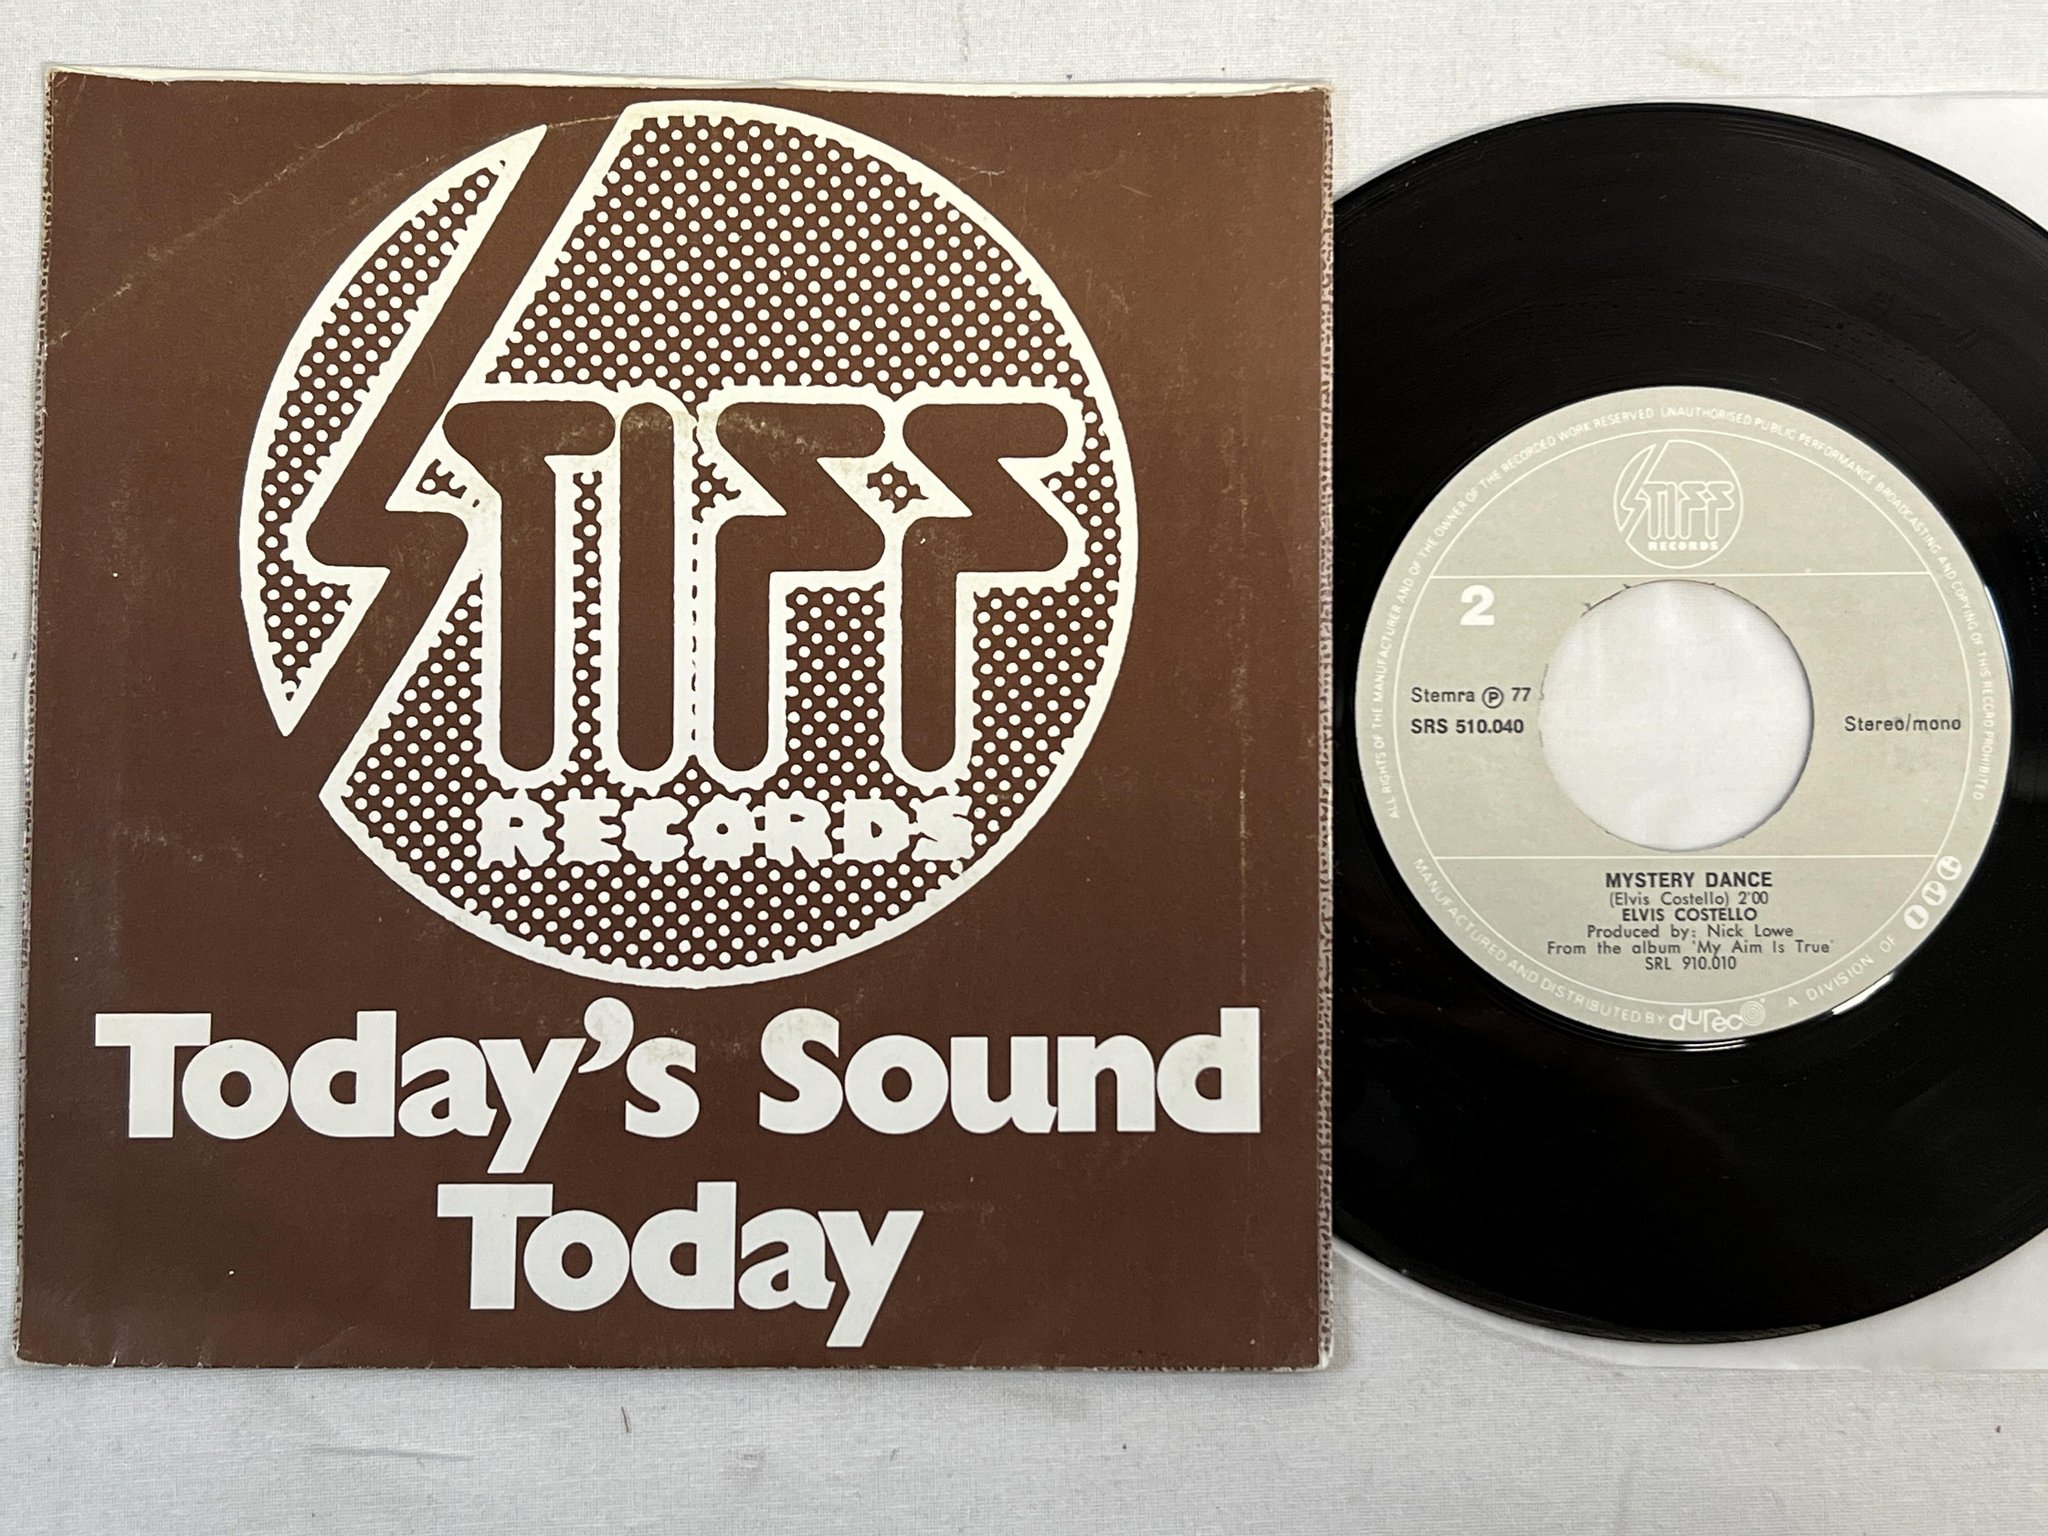 STIFF
RECORDS
Today's Sound
Today
ALL RIGHTS OF THE MANUFACTURER AND OF THE OWNER OF THE RECORDED WORK RESERVED UNAUTHORISED PUBLIC PERFORMANCE BROADCASTING AND COPYING OF THIS RECORD PROHIBITED
STIFF
RECORDS
2
Stemra Ⓟ 77
SRS 510.040
Stereo/mono
MYSTERY DANCE
(Elvis Costello) 2'00
ELVIS COSTELLO
Produced by: Nick Lowe
From the album 'My Aim Is True'
SRL 910.010
MANUFACTURED AND DISTRIBUTED BY dureco A DIVISION OF